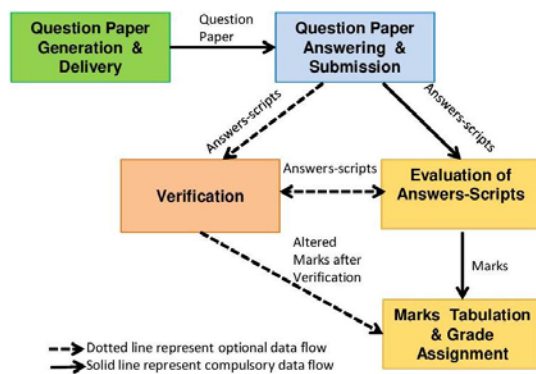 Question Paper
Generation &
Delivery
Question
Paper
Question Paper
Answering &
Submission
Answers-scripts
Answers-scripts
Verification
Answers-scripts
Evaluation of
Answers-Scripts
Altered
Marks after
Verification
Marks
Marks Tabulation
& Grade
Assignment
Dotted line represent optional data flow
Solid line represent compulsory data flow